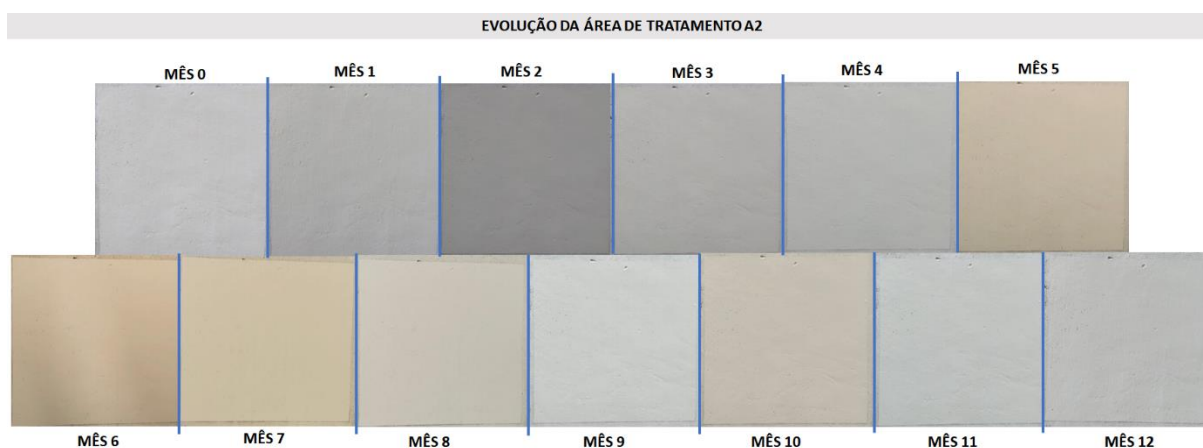 EVOLUÇÃO DA ÁREA DE TRATAMENTO A2
MÊS 0 MÊS 1 MÊS 2 MÊS 3 MÊS 4 MÊS 5
MÊS 6 MÊS 7 MÊS 8 MÊS 9 MÊS 10 MÊS 11 MÊS 12